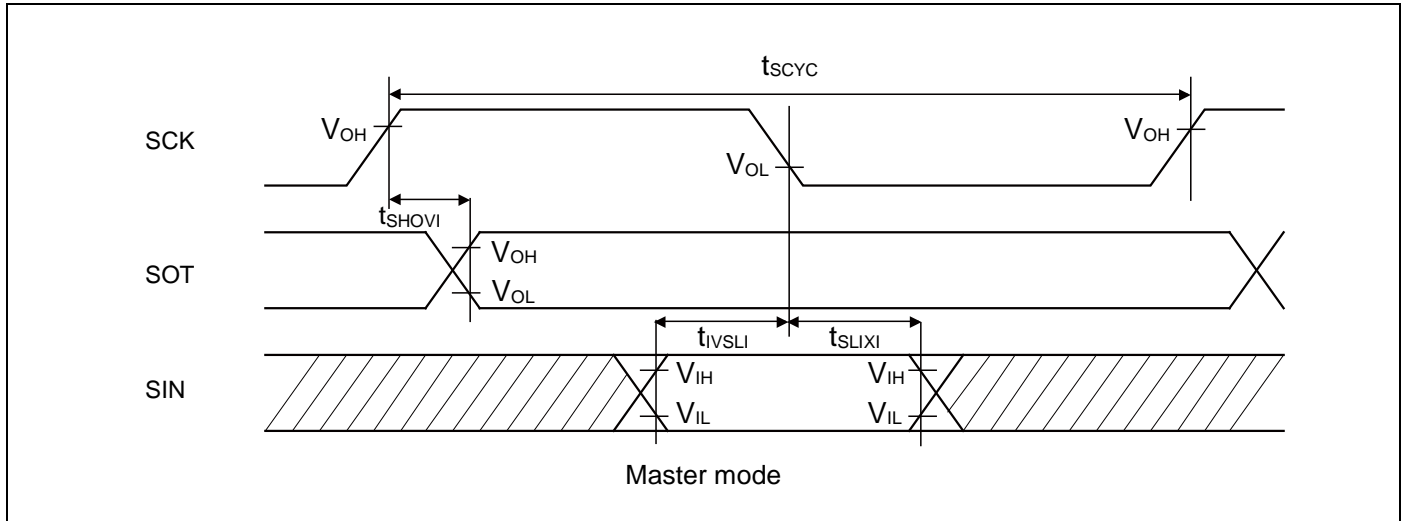 tSCYC
SCK VOH VOL VOH
tSHOVI
SOT VOH
VOL
tIVSLI tSLIXI
SIN VIH VIH
VIL VIL
Master mode